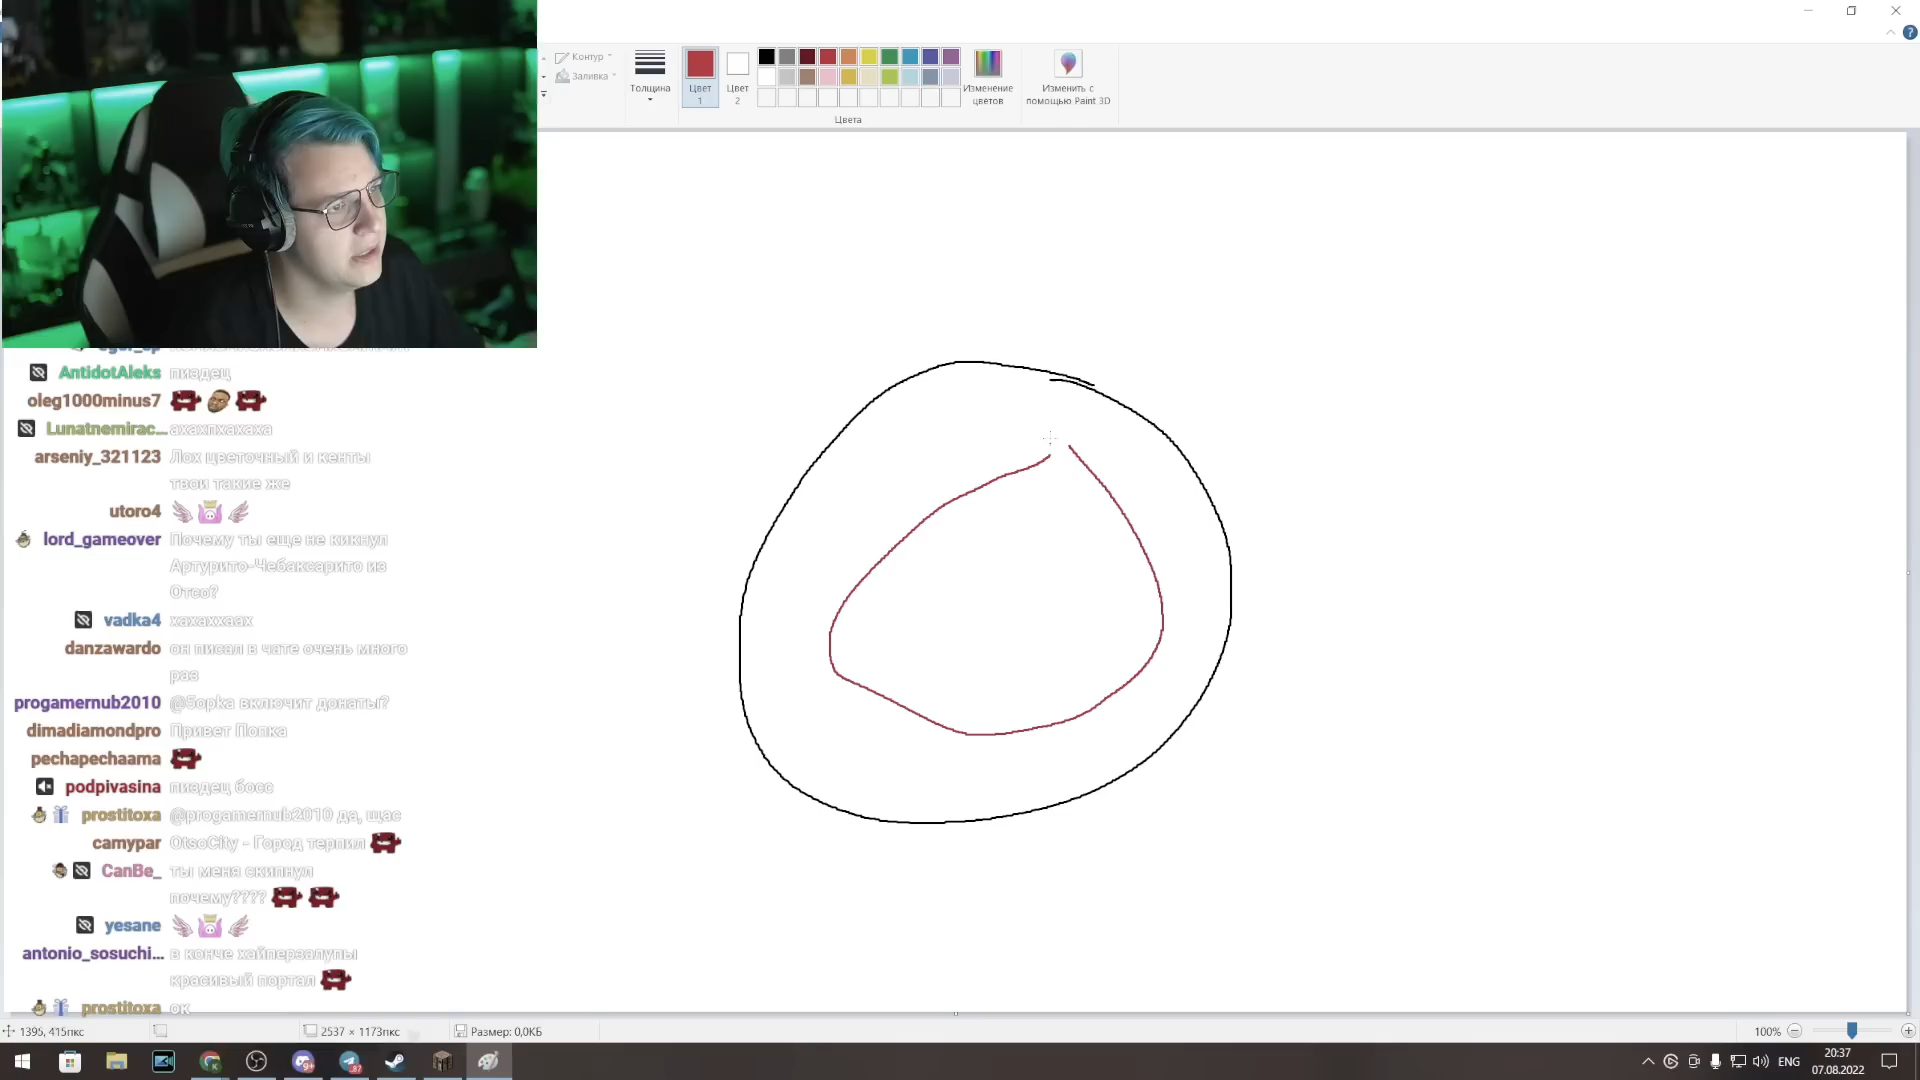 Контур
Заливка
Толщина
Цвет
1
Цвет
2
Изменение
цветов
Изменить с
помощью Paint 3D
Цвета
AntidotAleks пиздец
oleg1000minus7
Lunatnemirac... ахахпхахаха
arseniy_321123 Лох цветочный и кенты
твои такие же
utoro4
lord_gameover Почему ты еще не кикнул
Артурито-Чебаксарито из
Отсо?
vadka4 хахаххаах
danzawardo он писал в чате очень много
раз
progamernub2010 @5opka включит донаты?
dimadiamondpro Привет Попка
pechapechaama
podpivasina пиздец босс
prostitoxa @progamernub2010 да, щас
camypar OtsoCity - Город терпил
CanBe_ ты меня скипнул
почему????
yesane
antonio_sosuchi... в конче хайперзалупы
красивый портал
prostitoxa ок
1395, 415пкс
2537 × 1173пкс
Размер: 0,0КБ
100%
ENG
20:37
07.08.2022